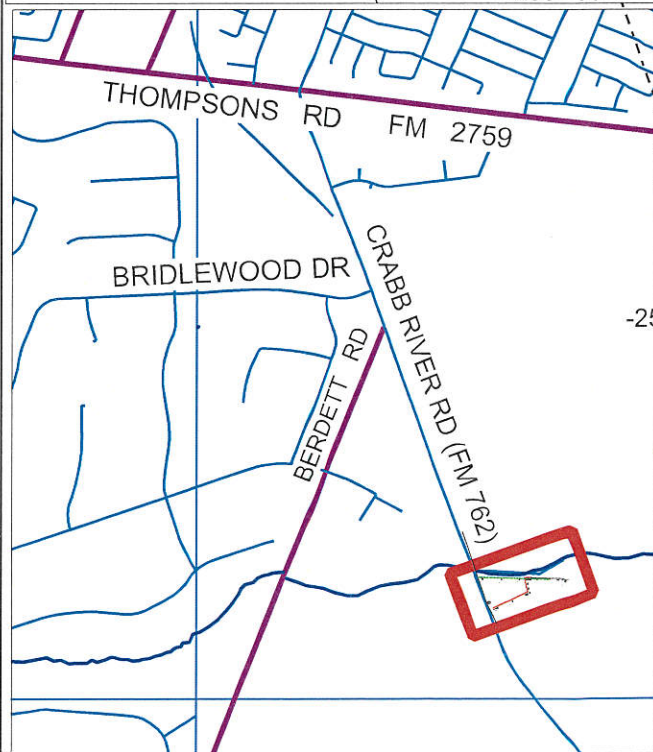 THOMPSONS RD FM 2759
BRIDLEWOOD DR
CRABB RIVER RD (FM 762)
-25
BERDETT RD